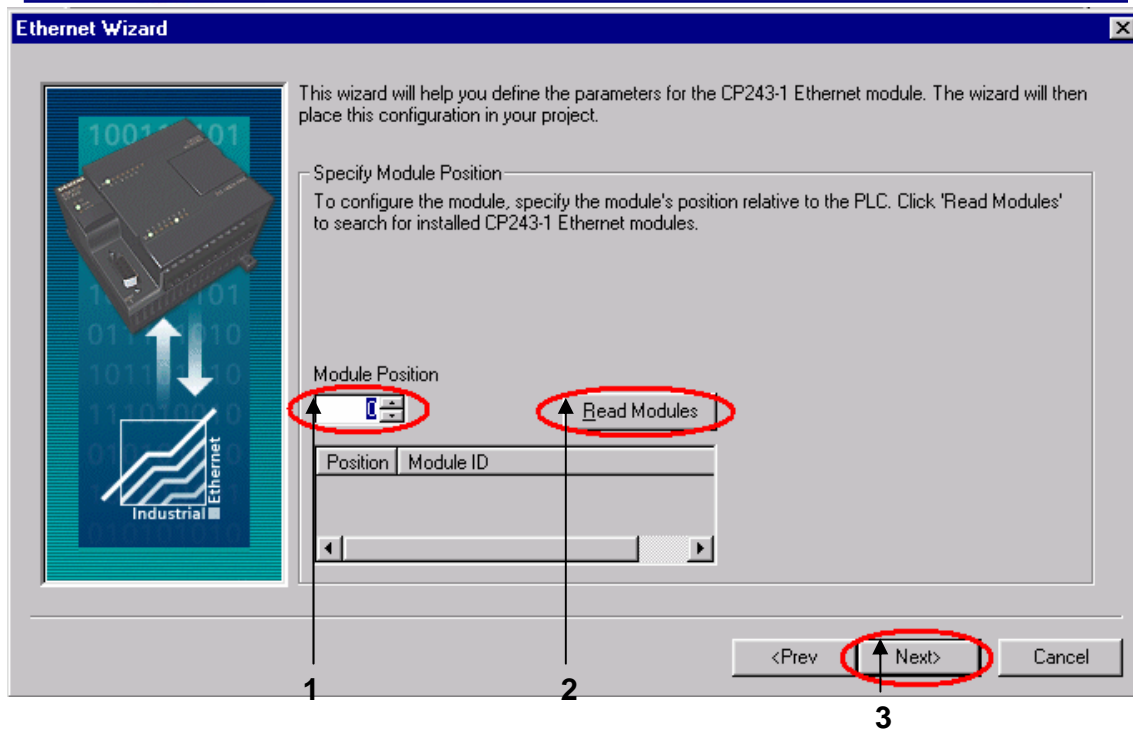 Ethernet Wizard
This wizard will help you define the parameters for the CP243-1 Ethernet module. The wizard will then
place this configuration in your project.
Specify Module Position
To configure the module, specify the module's position relative to the PLC. Click 'Read Modules'
to search for installed CP243-1 Ethernet modules.
Module Position
0
Read Modules
Position Module ID
Industrial
Ethernet
<Prev Next> Cancel
1 2
3